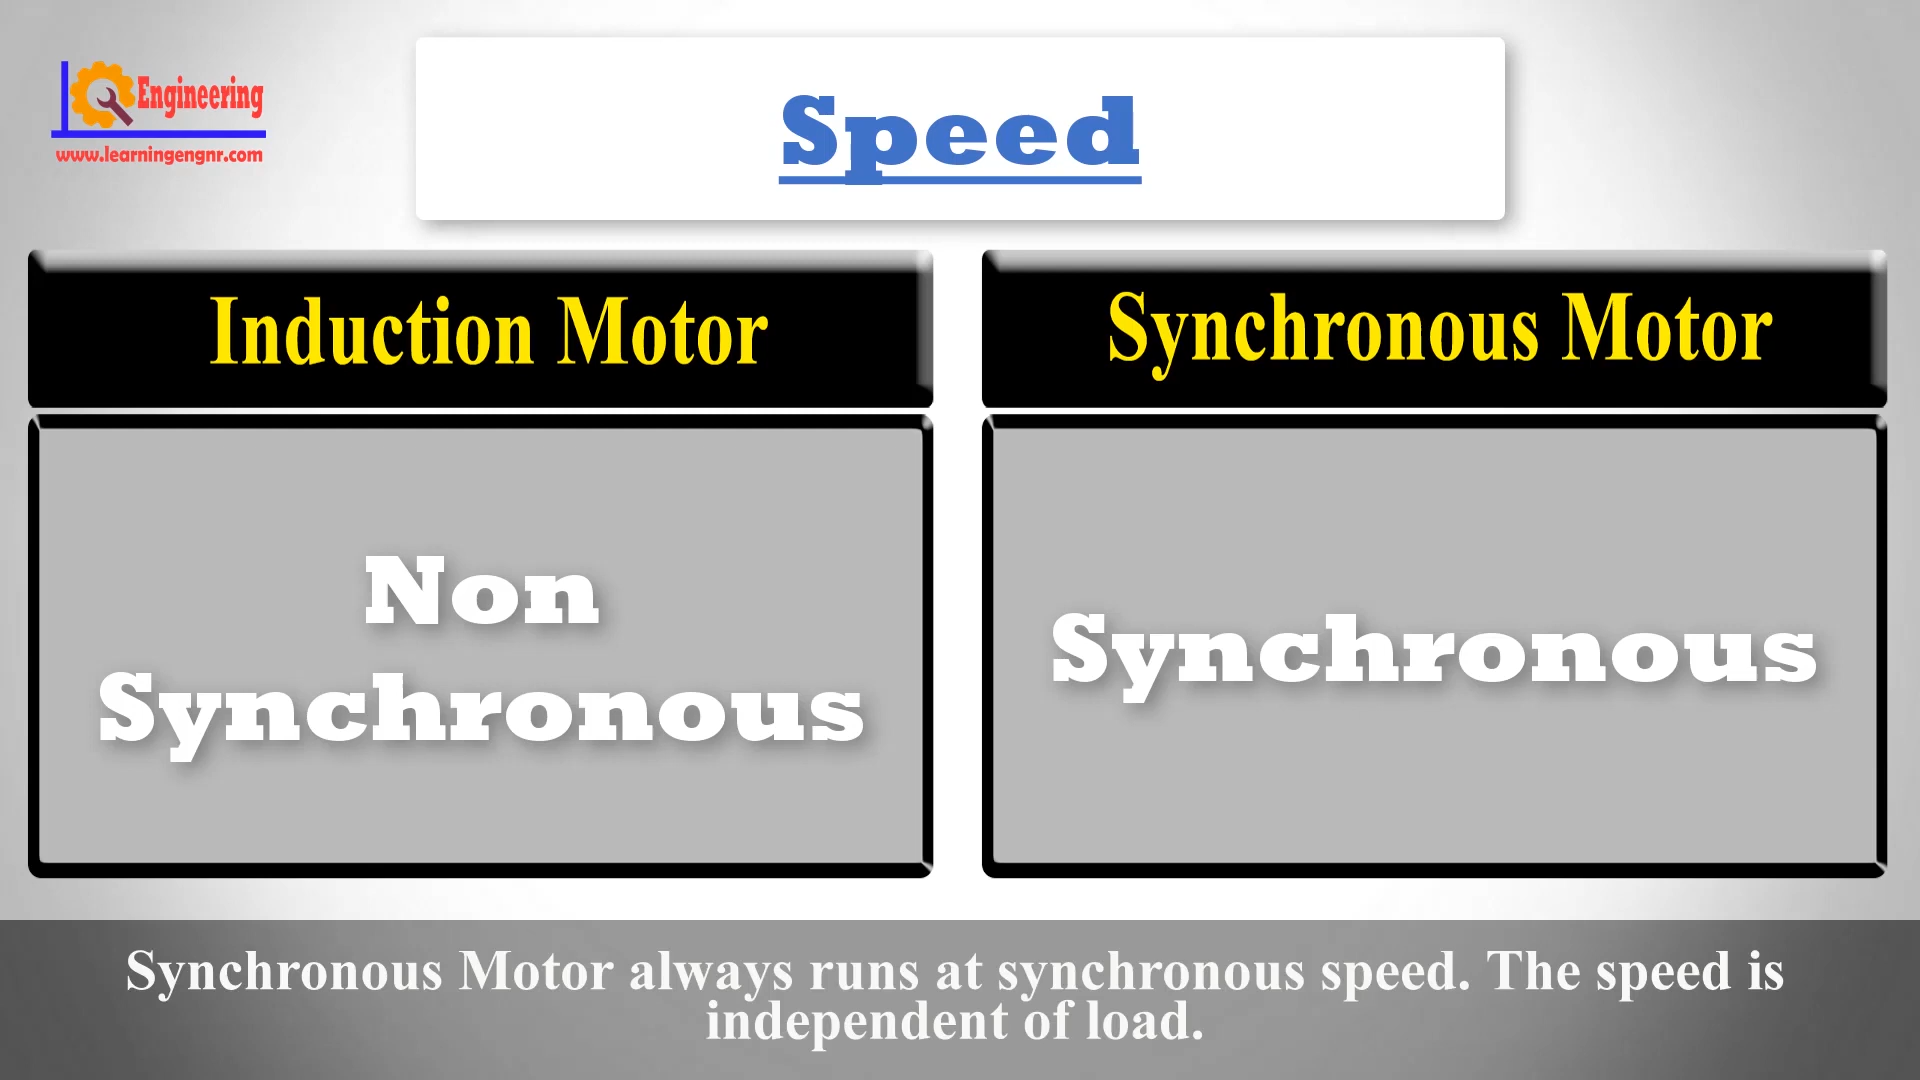 Engineering
www.learningengnr.com
Speed
Induction Motor
Synchronous Motor
Non
Synchronous
Synchronous
Synchronous Motor always runs at synchronous speed. The speed is
independent of load.